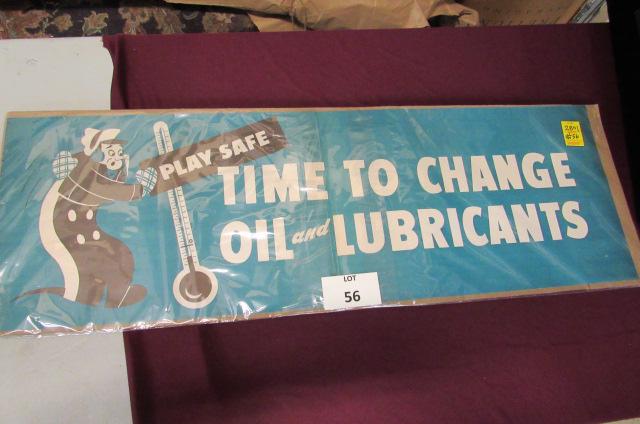 PLAY SAFE
TIME TO CHANGE
OIL and LUBRICANTS
LOT
56